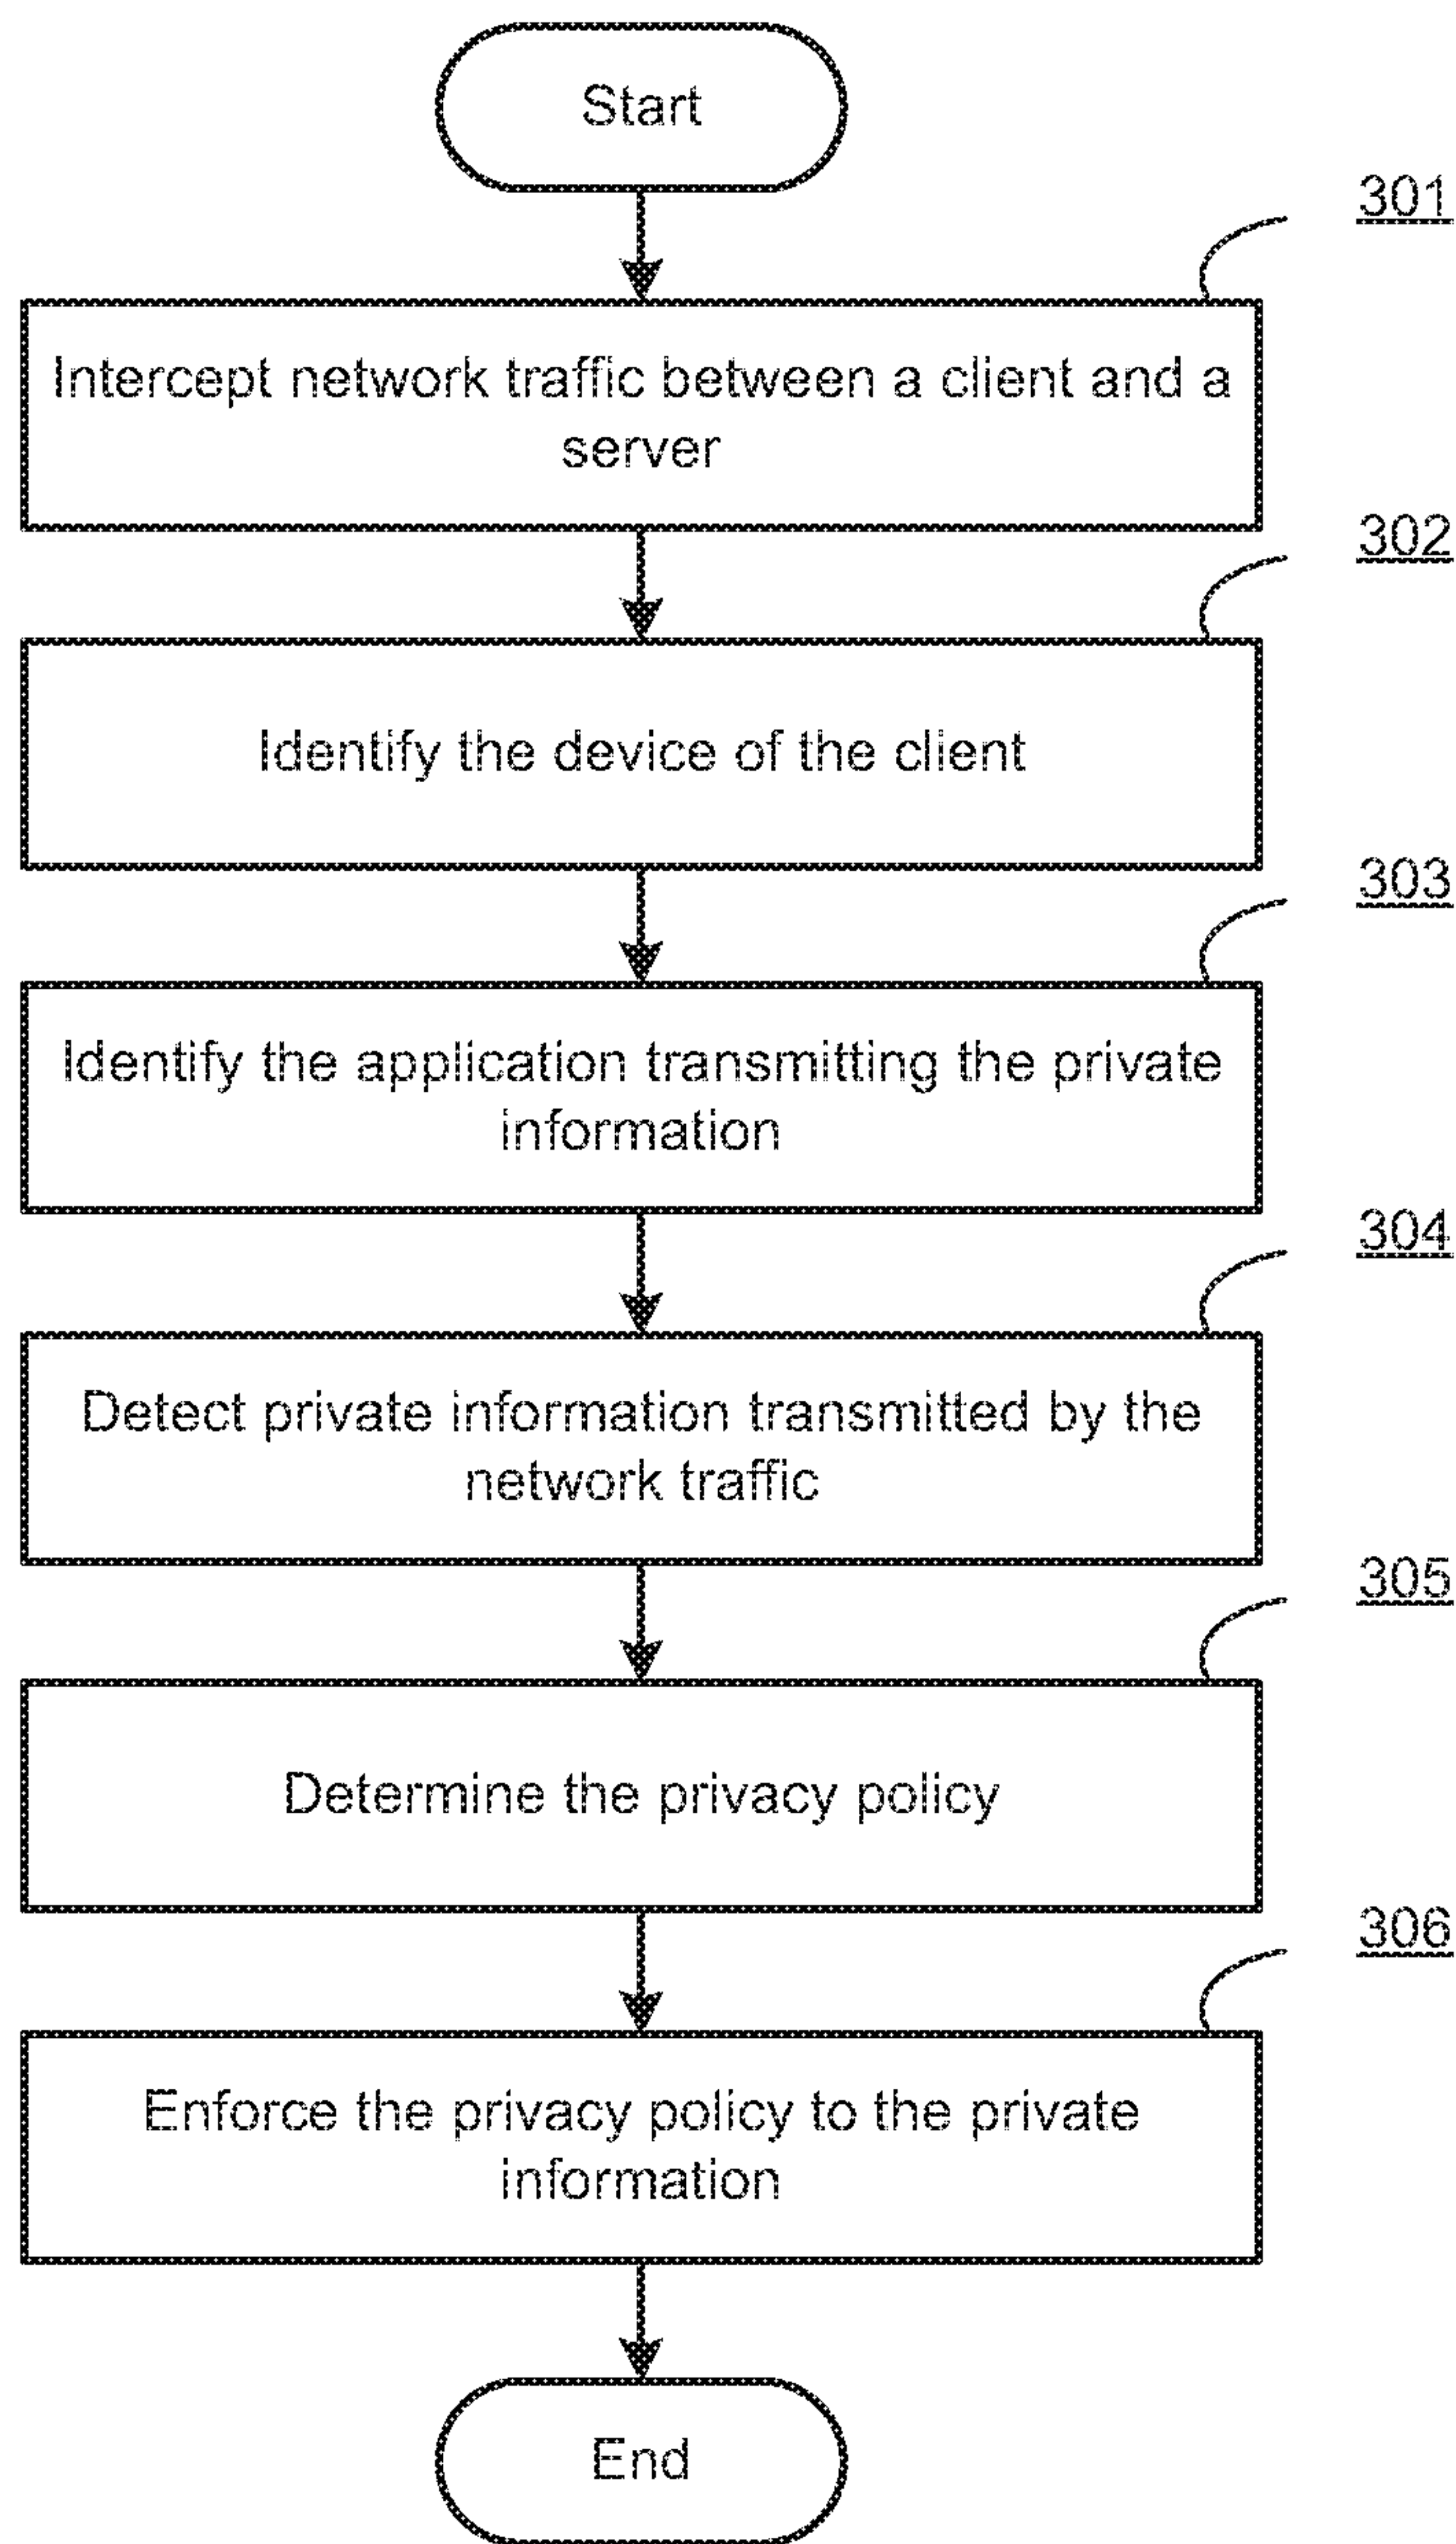 Start
301
Intercept network traffic between a client and a
server
302
Identify the device of the client
303
Identify the application transmitting the private
information
304
Detect private information transmitted by the
network traffic
305
Determine the privacy policy
306
Enforce the privacy policy to the private
information
End